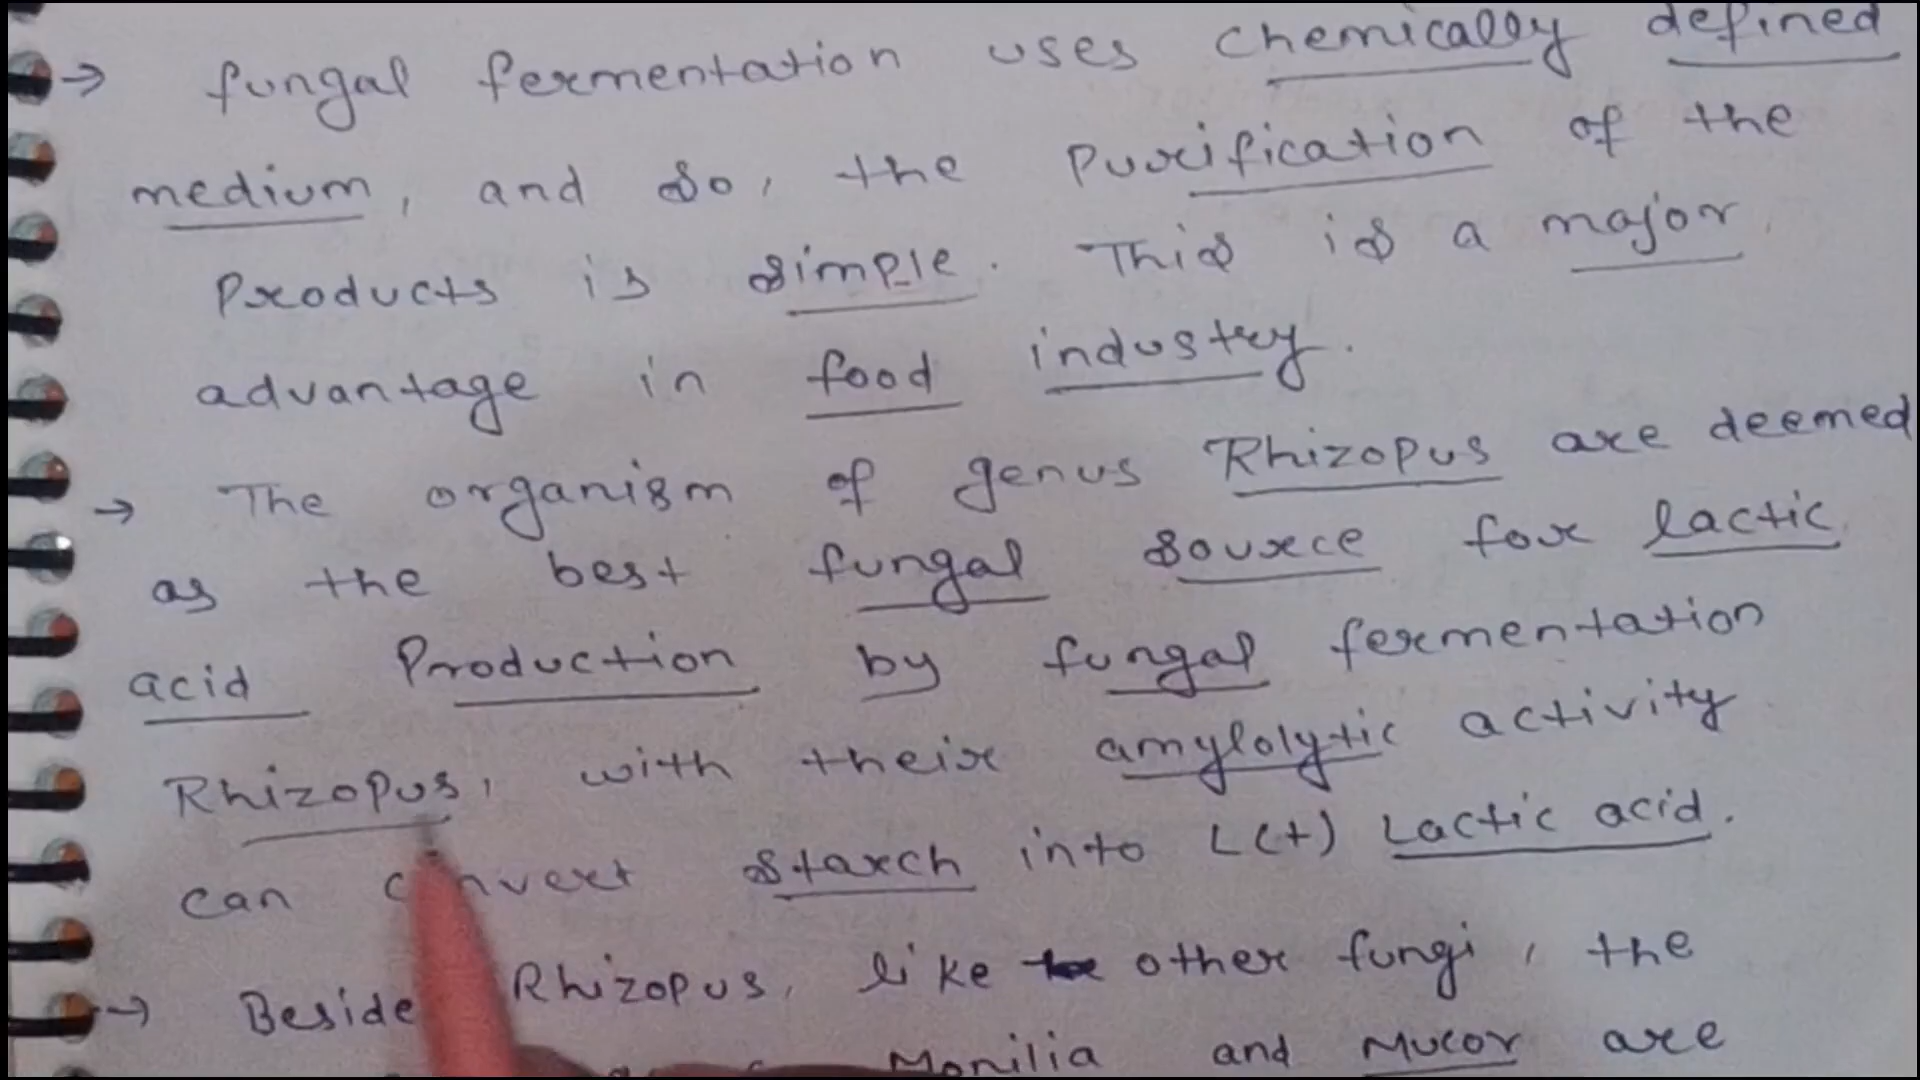 → fungal fermentation uses chemically defined
medium, and so, the purification of the
Products is simple. This is a major
advantage in food industry.
→ The organism of genus Rhizopus are deemed
as the best fungal source for lactic
acid Production by fungal fermentation
Rhizopus, with their amylolytic activity
can convert starch into L(+) Lactic acid.
→ Beside Rhizopus, like other fungi, the
Monilia and Mucor are